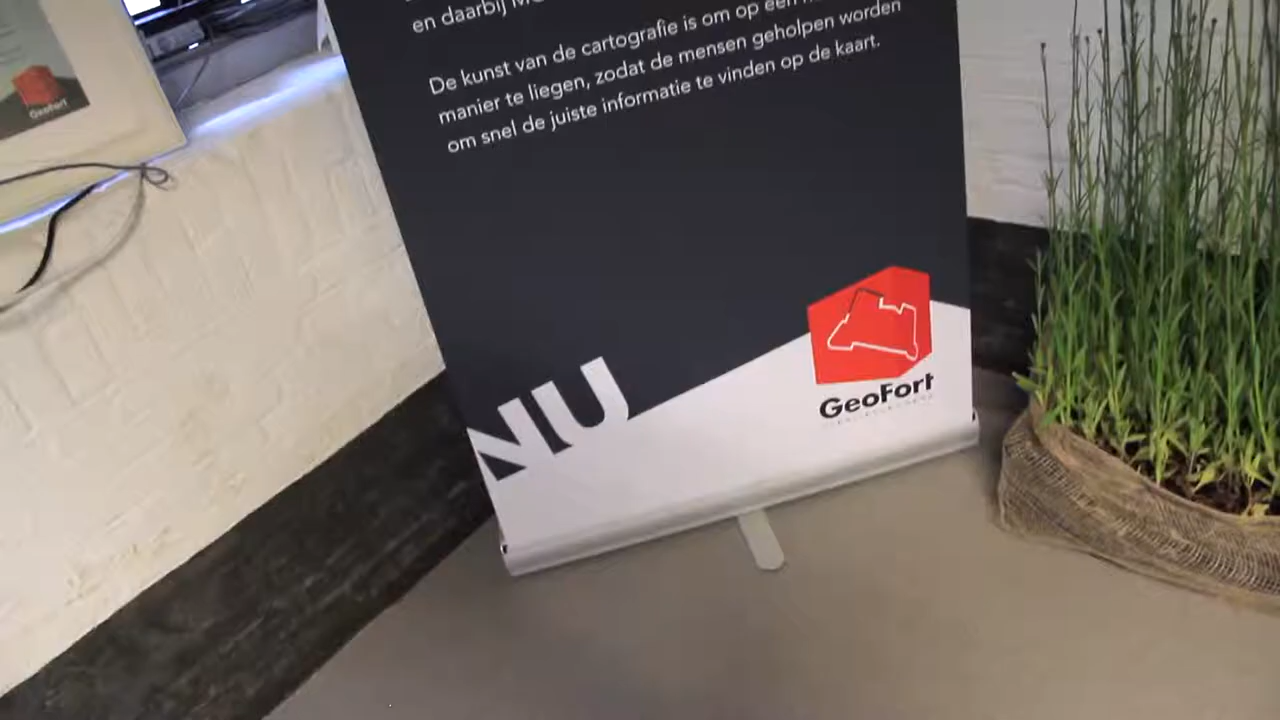 en daarbij
De kunst van de cartografie is om op een
manier te liegen, zodat de mensen geholpen worden
om snel de juiste informatie te vinden op de kaart.
NU
GeoFort
GeoFort